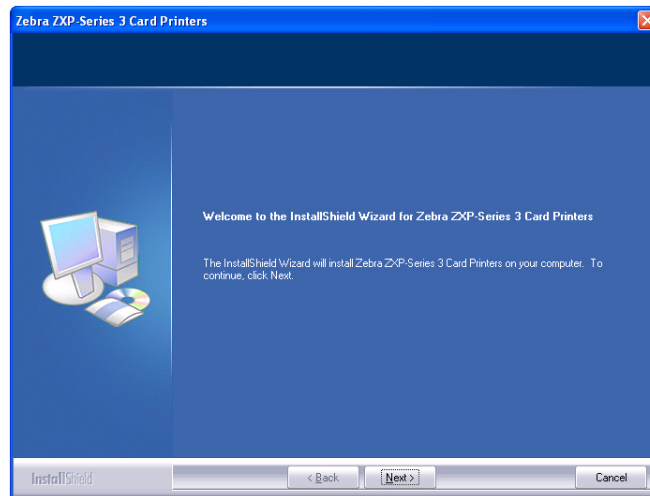 Zebra ZXP-Series 3 Card Printers
Welcome to the InstallShield Wizard for Zebra ZXP-Series 3 Card Printers
The InstallShield Wizard will install Zebra ZXP-Series 3 Card Printers on your computer. To
continue, click Next.
InstallShield
< Back
Next >
Cancel